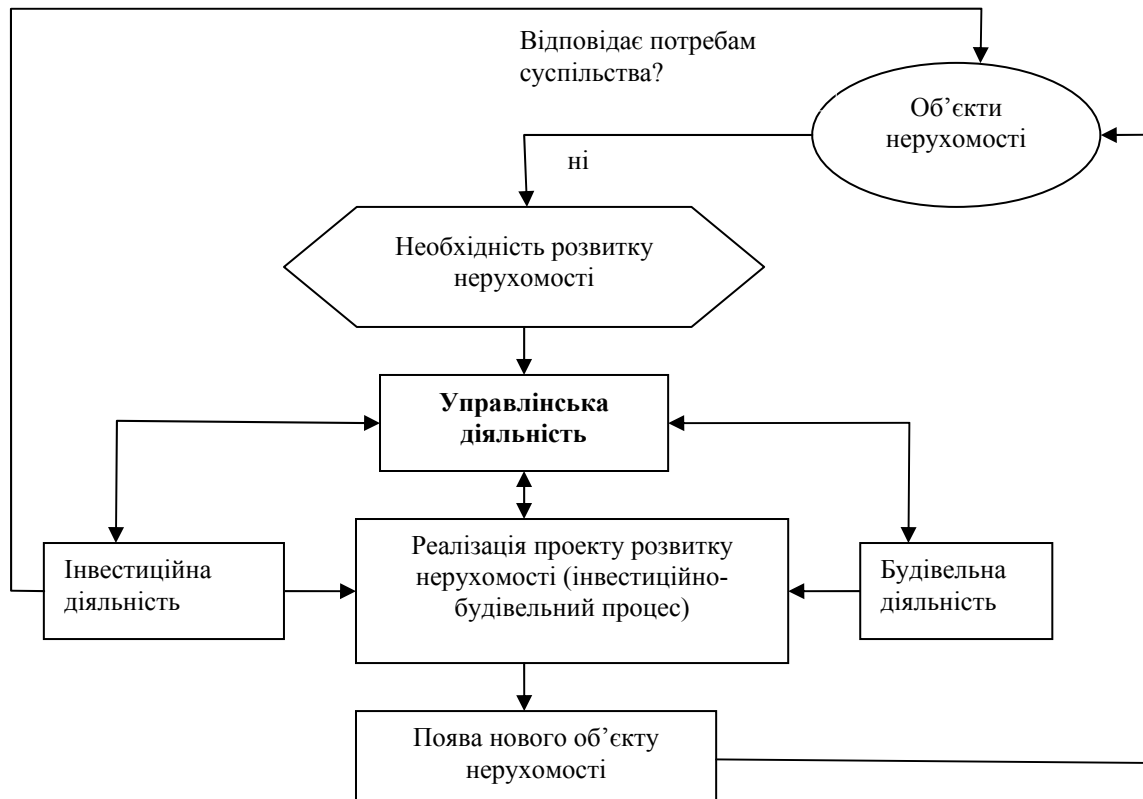 Відповідає потребам
суспільства?
Об’єкти
нерухомості
ні
Необхідність розвитку
нерухомості
Управлінська
діяльність
Інвестиційна
діяльність
Реалізація проекту розвитку
нерухомості (інвестиційно-
будівельний процес)
Будівельна
діяльність
Поява нового об’єкту
нерухомості